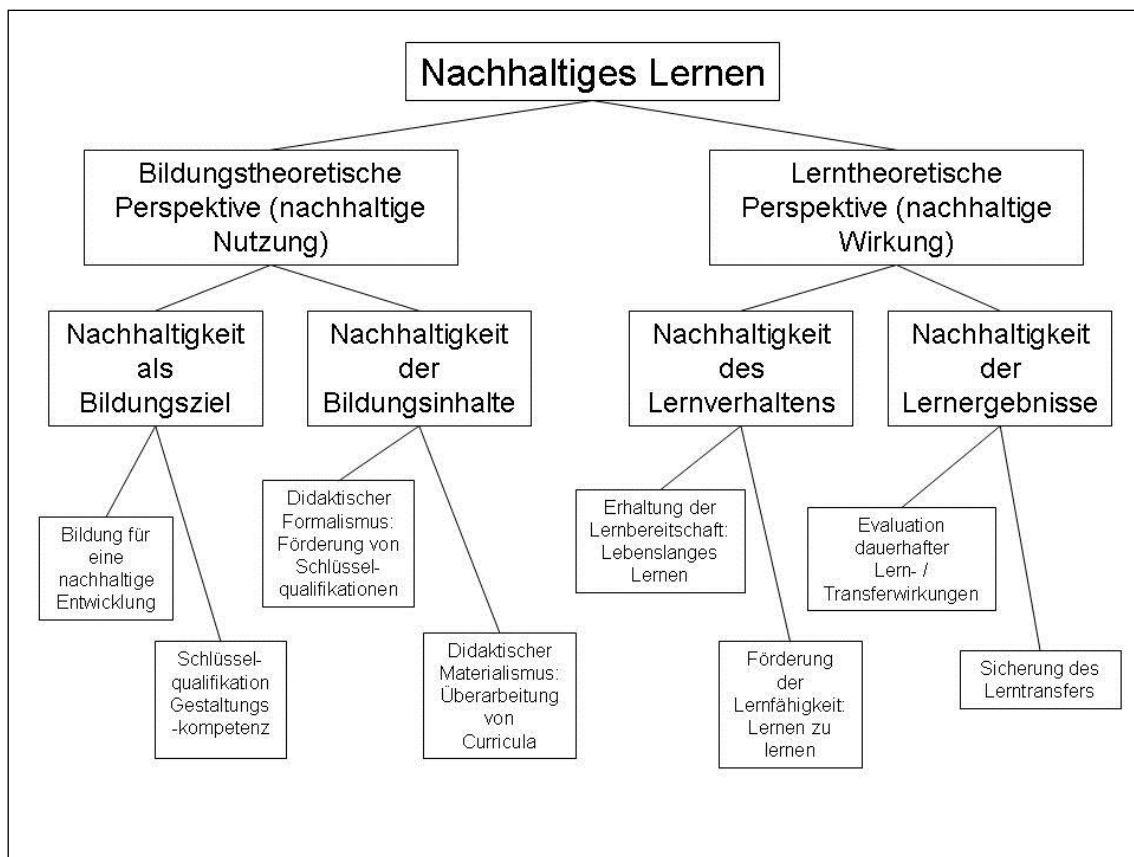 Nachhaltiges Lernen
Bildungstheoretische
Perspektive (nachhaltige
Nutzung)
Lerntheoretische
Perspektive (nachhaltige
Wirkung)
Nachhaltigkeit
als
Bildungsziel
Nachhaltigkeit
der
Bildungsinhalte
Nachhaltigkeit
des
Lernverhaltens
Nachhaltigkeit
der
Lernergebnisse
Bildung für
eine
nachhaltige
Entwicklung
Didaktischer
Formalismus:
Förderung von
Schlüssel-
qualifikationen
Erhaltung der
Lernbereitschaft:
Lebenslanges
Lernen
Evaluation
dauerhafter
Lern- /
Transferwirkungen
Schlüssel-
qualifikation
Gestaltungs
-kompetenz
Didaktischer
Materialismus:
Überarbeitung
von
Curricula
Förderung
der
Lernfähigkeit:
Lernen zu
lernen
Sicherung des
Lerntransfers